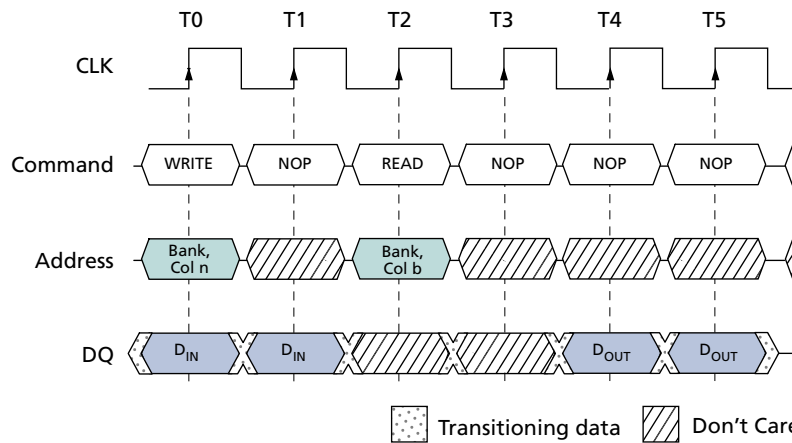 T0 T1 T2 T3 T4 T5
CLK
Command WRITE NOP READ NOP NOP NOP
Address Bank, Col n Bank, Col b
DQ DIN DIN DOUT DOUT
Transitioning data Don't Care